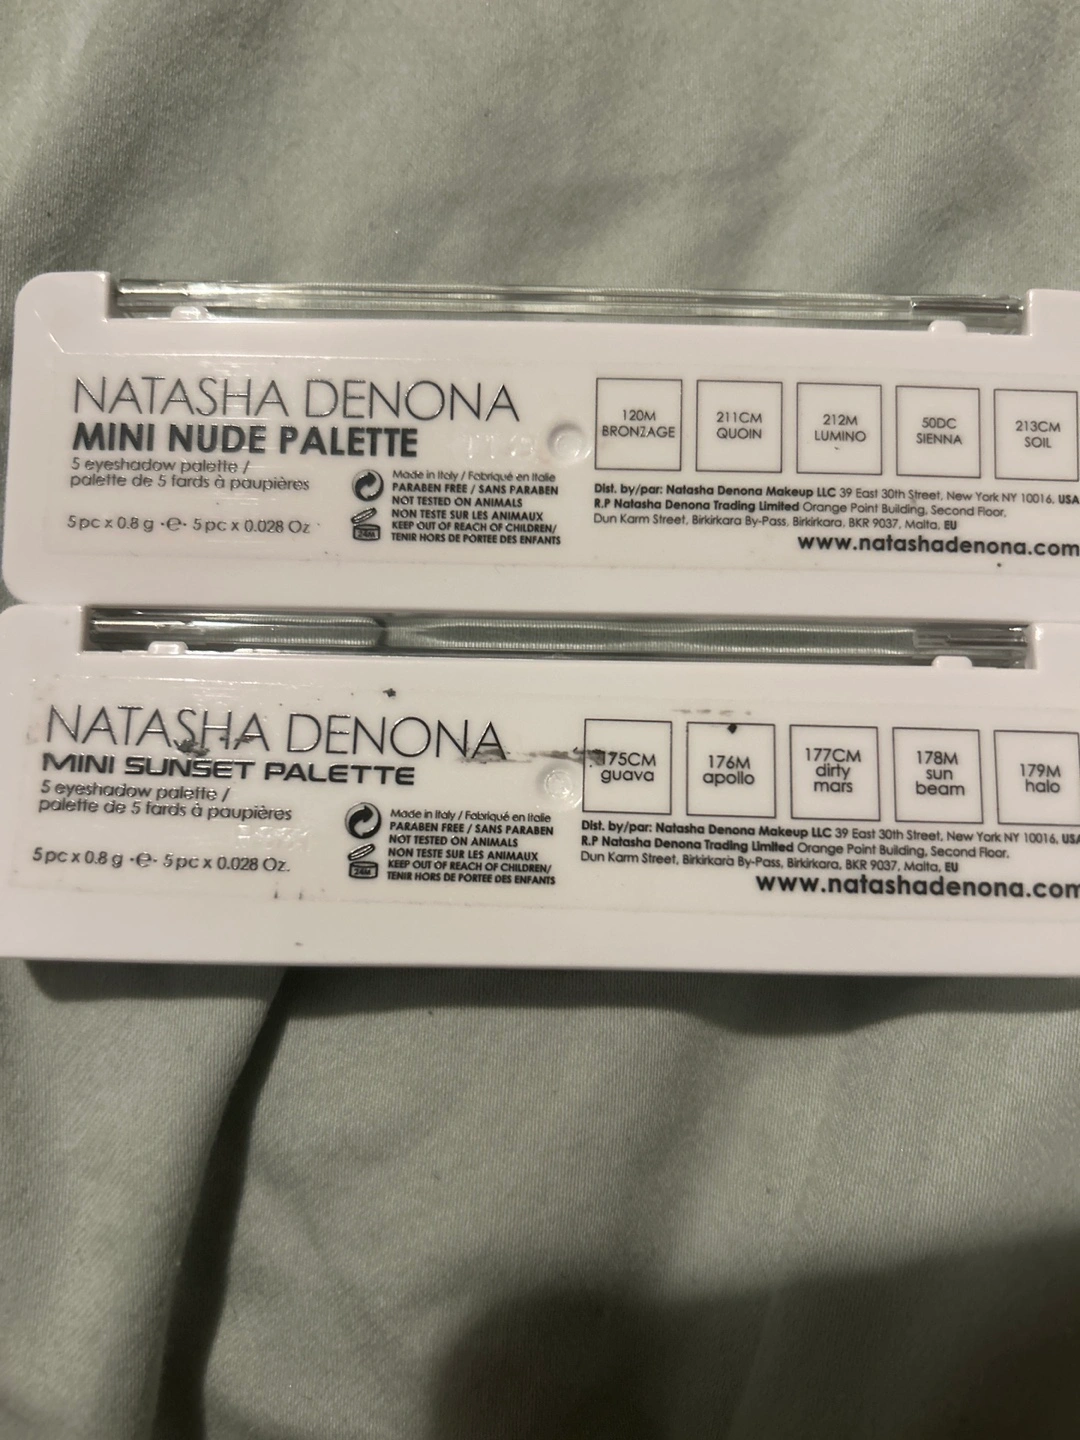 NATASHA DENONA
MINI NUDE PALETTE
5 eyeshadow palette /
palette de 5 fards à paupières
5 pc x 0.8 g ·e· 5 pc x 0.028 Oz
Made in Italy / Fabriqué en Italie
PARABEN FREE / SANS PARABEN
NOT TESTED ON ANIMALS
NON TESTE SUR LES ANIMAUX
KEEP OUT OF REACH OF CHILDREN/
TENIR HORS DE PORTEE DES ENFANTS
24M
120M
BRONZAGE
211CM
QUOIN
212M
LUMINO
50DC
SIENNA
213CM
SOIL
Dist. by/par: Natasha Denona Makeup LLC 39 East 30th Street, New York NY 10016, USA
R.P Natasha Denona Trading Limited Orange Point Building, Second Floor,
Dun Karm Street, Birkirkara By-Pass, Birkirkara, BKR 9037, Malta, EU
www.natashadenona.com
NATASHA DENONA
MINI SUNSET PALETTE
5 eyeshadow palette /
palette de 5 fards à paupières
5 pc x 0.8 g ·e· 5 pc x 0.028 Oz.
Made in Italy / Fabriqué en Italie
PARABEN FREE / SANS PARABEN
NOT TESTED ON ANIMALS
NON TESTE SUR LES ANIMAUX
KEEP OUT OF REACH OF CHILDREN/
TENIR HORS DE PORTEE DES ENFANTS
24M
175CM
guava
176M
apollo
177CM
dirty
mars
178M
sun
beam
179M
halo
Dist. by/par: Natasha Denona Makeup LLC 39 East 30th Street, New York NY 10016, USA
R.P Natasha Denona Trading Limited Orange Point Building, Second Floor,
Dun Karm Street, Birkirkara By-Pass, Birkirkara, BKR 9037, Malta, EU
www.natashadenona.com